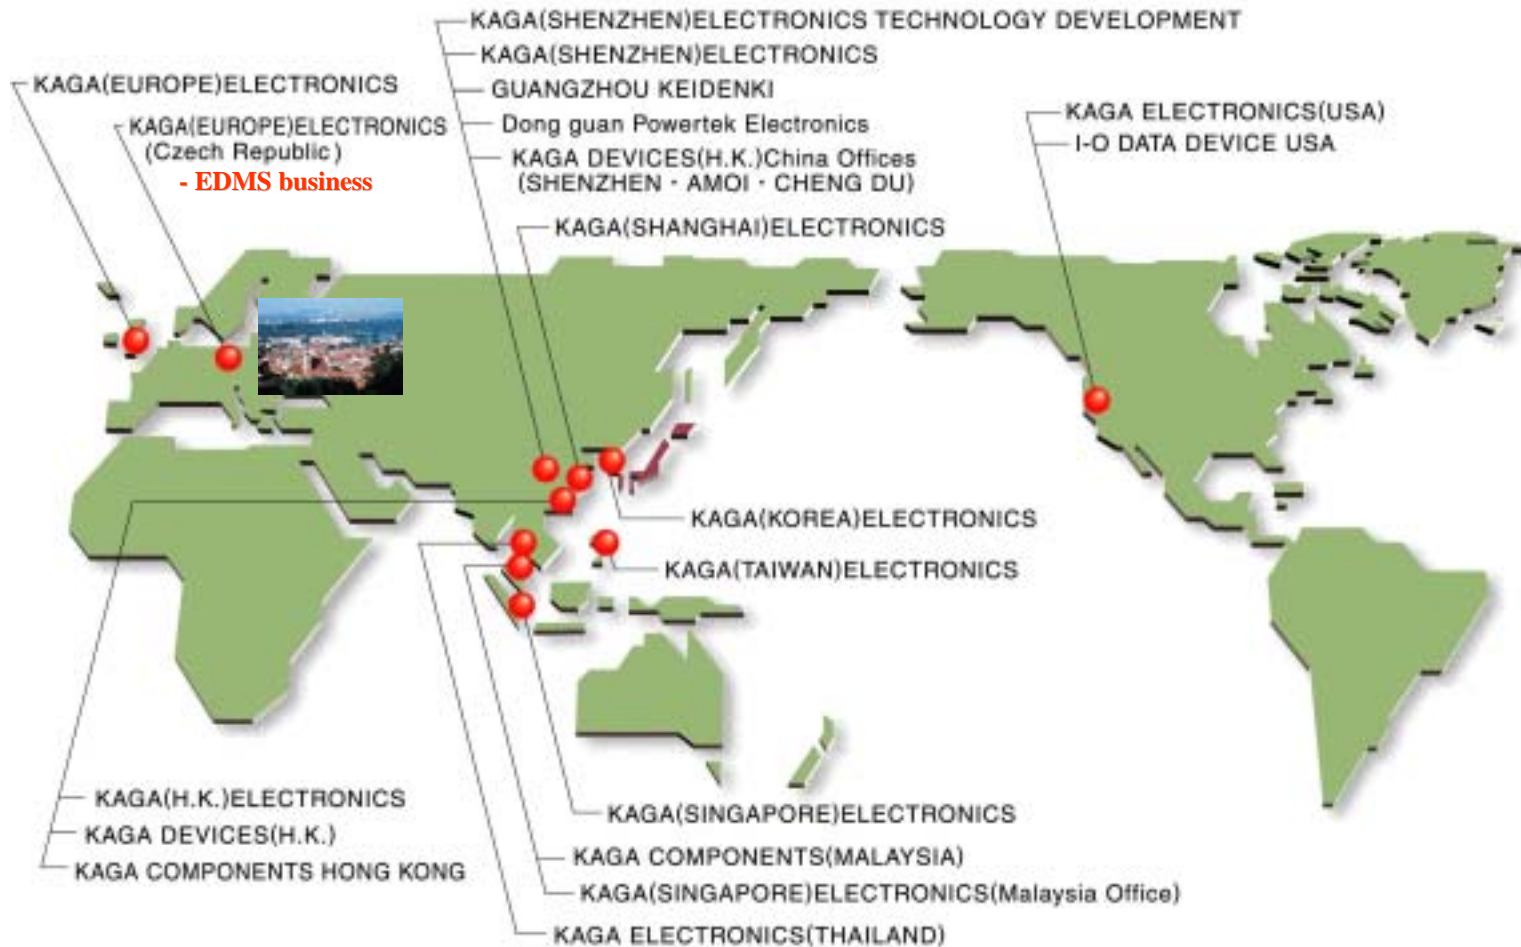 KAGA(SHENZHEN)ELECTRONICS TECHNOLOGY DEVELOPMENT
KAGA(SHENZHEN)ELECTRONICS
GUANGZHOU KEIDENKI
Dong guan Powertek Electronics
KAGA DEVICES(H.K.)China Offices
(SHENZHEN・AMOI・CHENG DU)
KAGA(SHANGHAI)ELECTRONICS
KAGA(EUROPE)ELECTRONICS
KAGA(EUROPE)ELECTRONICS
(Czech Republic)
- EDMS business
KAGA ELECTRONICS(USA)
I-O DATA DEVICE USA
KAGA(KOREA)ELECTRONICS
KAGA(TAIWAN)ELECTRONICS
KAGA(H.K.)ELECTRONICS
KAGA DEVICES(H.K.)
KAGA COMPONENTS HONG KONG
KAGA(SINGAPORE)ELECTRONICS
KAGA COMPONENTS(MALAYSIA)
KAGA(SINGAPORE)ELECTRONICS(Malaysia Office)
KAGA ELECTRONICS(THAILAND)